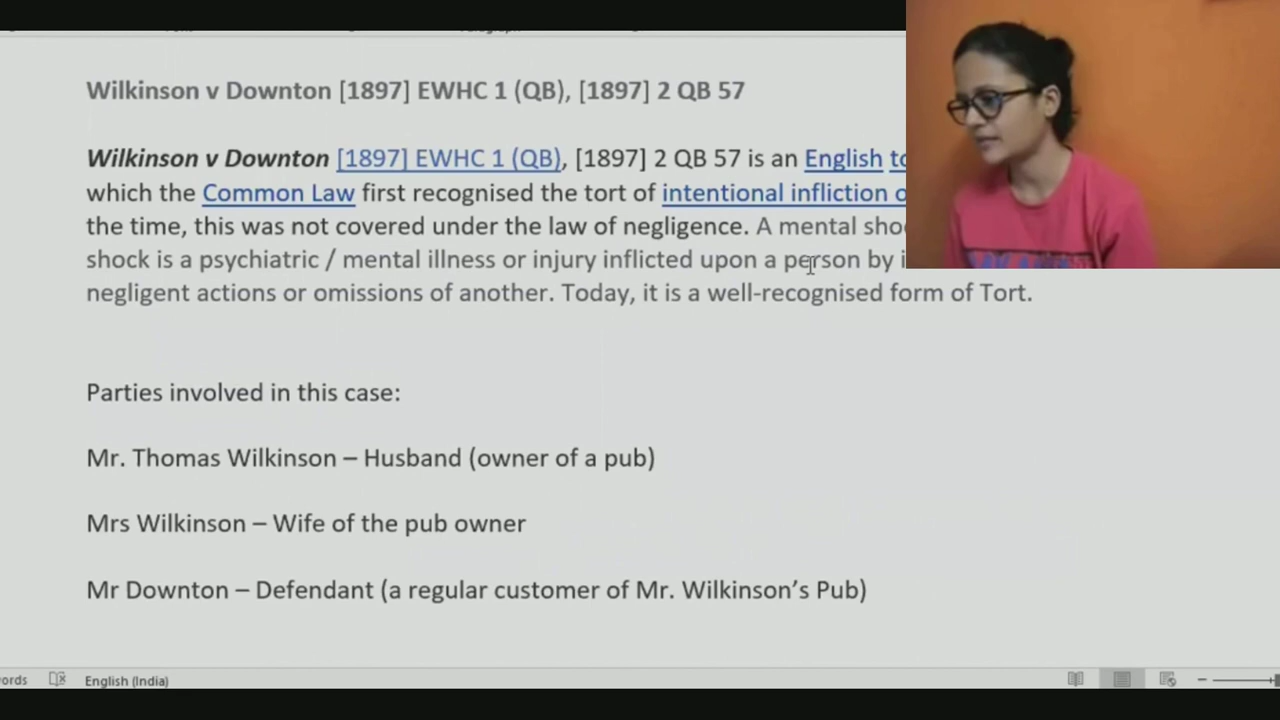 Wilkinson v Downton [1897] EWHC 1 (QB), [1897] 2 QB 57
Wilkinson v Downton [1897] EWHC 1 (QB), [1897] 2 QB 57 is an English
which the Common Law first recognised the tort of intentional infliction
the time, this was not covered under the law of negligence. A mental
shock is a psychiatric / mental illness or injury inflicted upon a person by
negligent actions or omissions of another. Today, it is a well-recognised form of Tort.
Parties involved in this case:
Mr. Thomas Wilkinson – Husband (owner of a pub)
Mrs Wilkinson – Wife of the pub owner
Mr Downton – Defendant (a regular customer of Mr. Wilkinson’s Pub)
English (India)